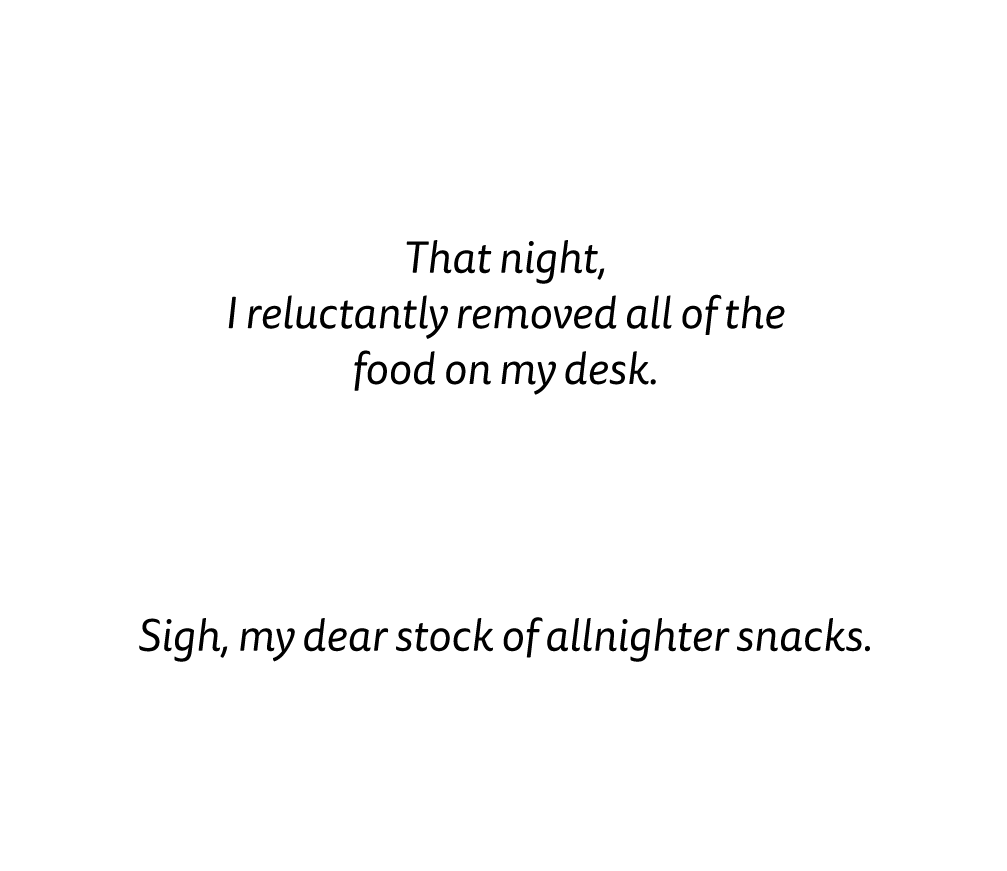 That night,
I reluctantly removed all of the
food on my desk.
Sigh, my dear stock of allnighter snacks.